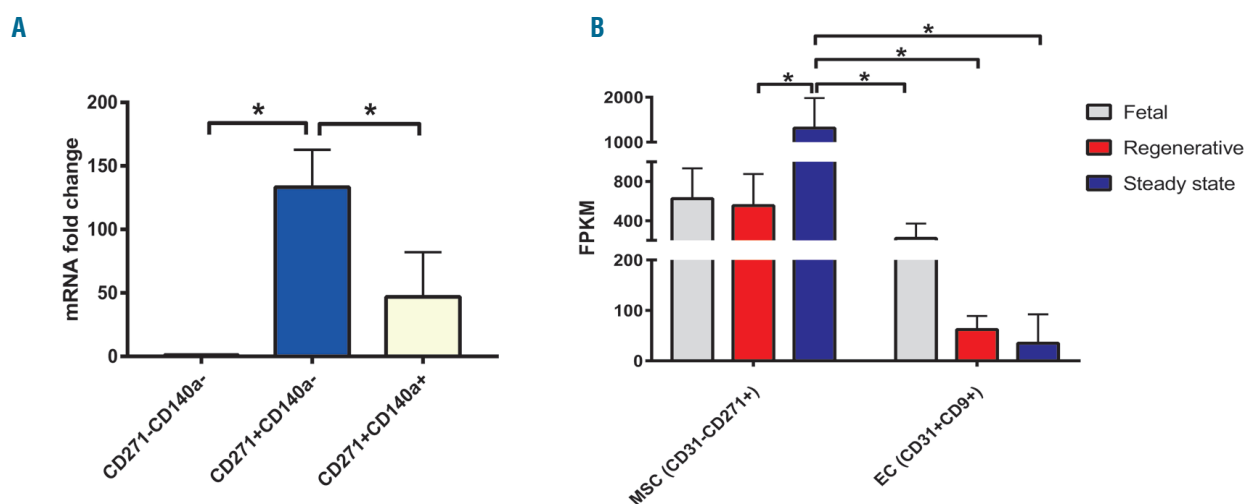 A
mRNA fold change
200
150
100
50
0
*
*
CD271-CD140a-
CD271+CD140a-
CD271+CD140a+
B
FPKM
2000
1000
800
400
200
100
0
*
*
*
*
MSC (CD31-CD271+)
EC (CD31+CD9+)
Fetal
Regenerative
Steady state